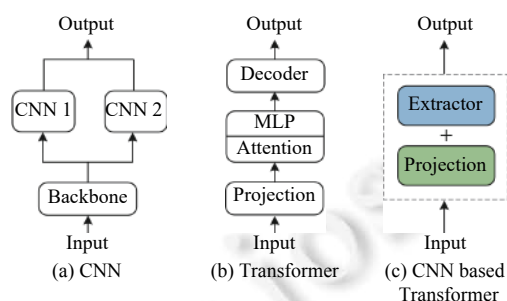 Output
CNN 1
CNN 2
Backbone
Input
(a) CNN
Output
Decoder
MLP
Attention
Projection
Input
(b) Transformer
Output
Extractor
+
Projection
Input
(c) CNN based
Transformer